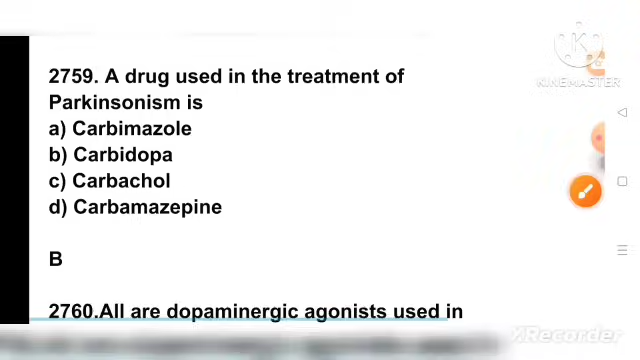 KINEMASTER
2759. A drug used in the treatment of
Parkinsonism is
a) Carbimazole
b) Carbidopa
c) Carbachol
d) Carbamazepine
B
2760.All are dopaminergic agonists used in
XRecorder